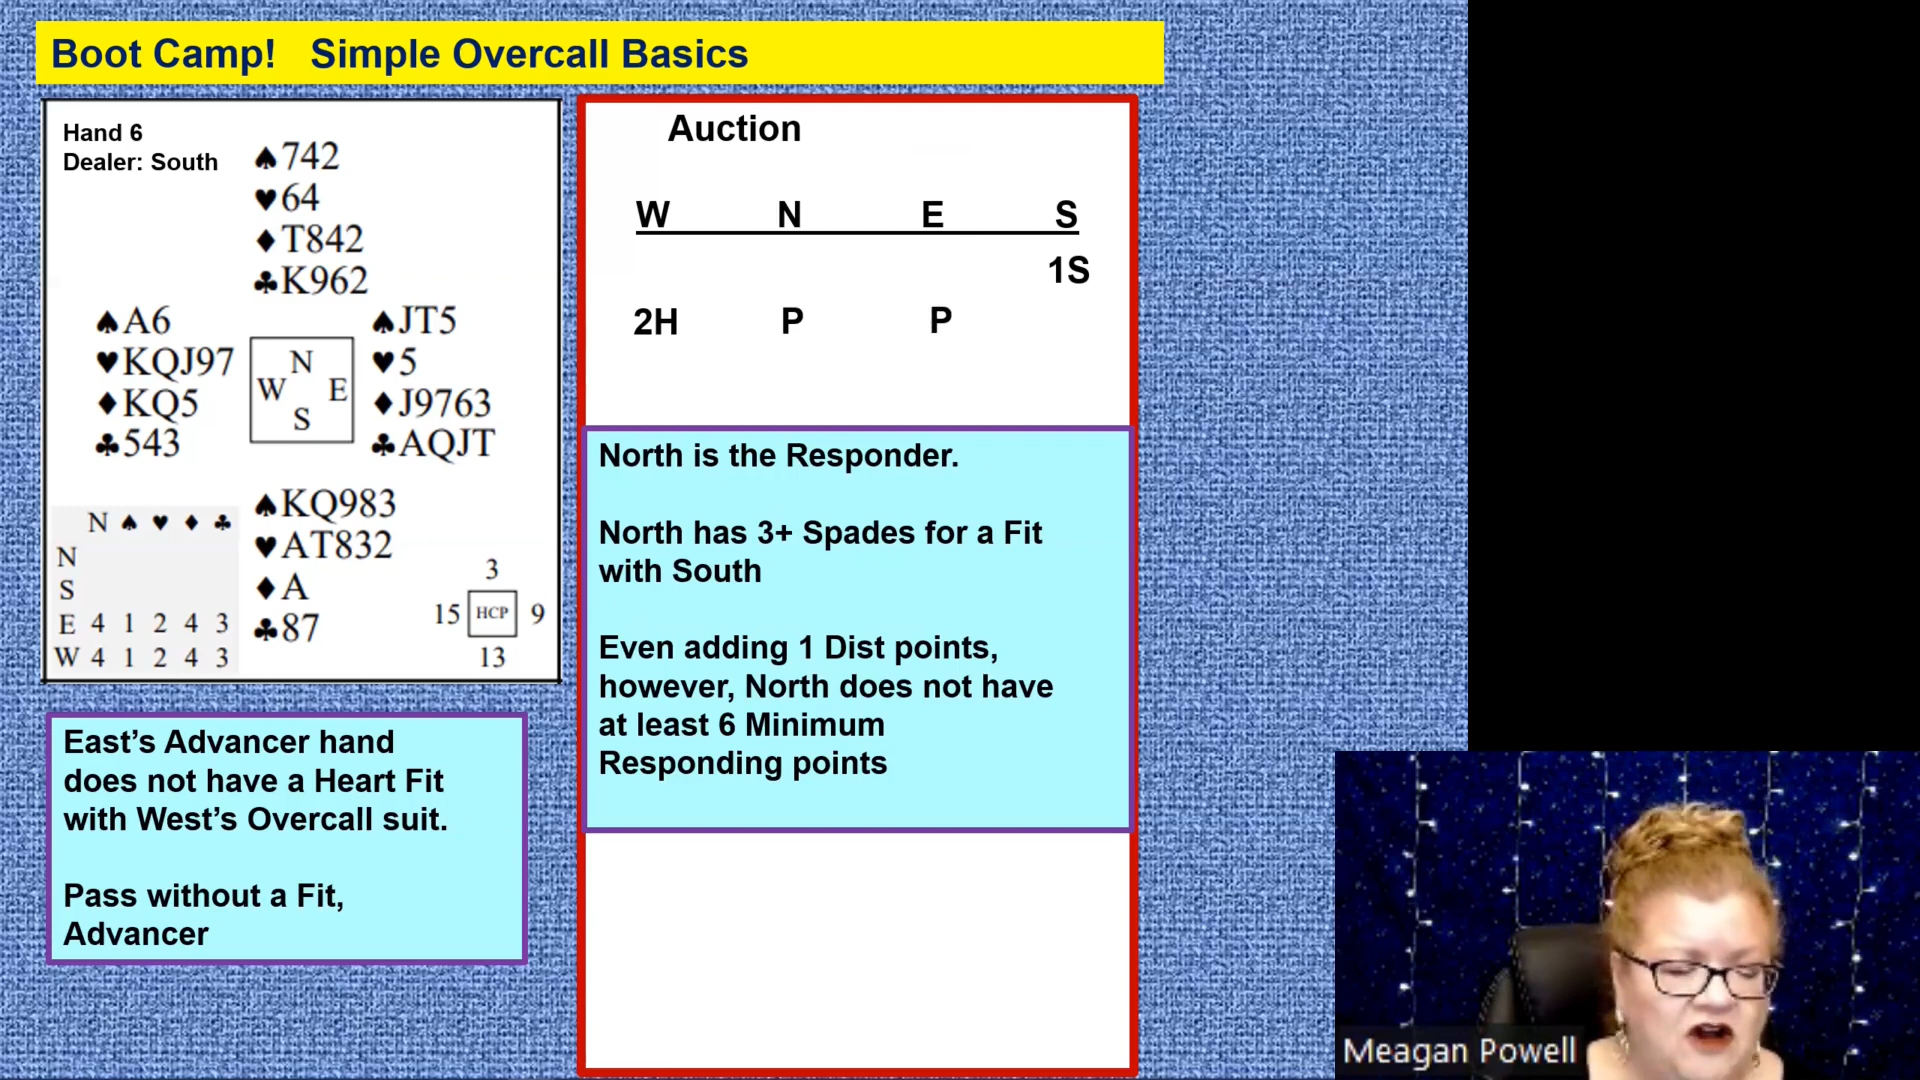 Boot Camp! Simple Overcall Basics
Hand 6
Dealer: South
♠742
♥64
♦T842
♣K962
♠A6
♥KQJ97
♦KQ5
♣543
N
W E
S
♠JT5
♥5
♦J9763
♣AQJT
♠KQ983
♥AT832
♦A
♣87
N ♠ ♥ ♦ ♣
N
S
E 4 1 2 4 3
W 4 1 2 4 3
3
15 HCP 9
13
Auction
W N E S
1S
2H P P
North is the Responder.
North has 3+ Spades for a Fit
with South
Even adding 1 Dist points,
however, North does not have
at least 6 Minimum
Responding points
East’s Advancer hand
does not have a Heart Fit
with West’s Overcall suit.
Pass without a Fit,
Advancer
Meagan Powell